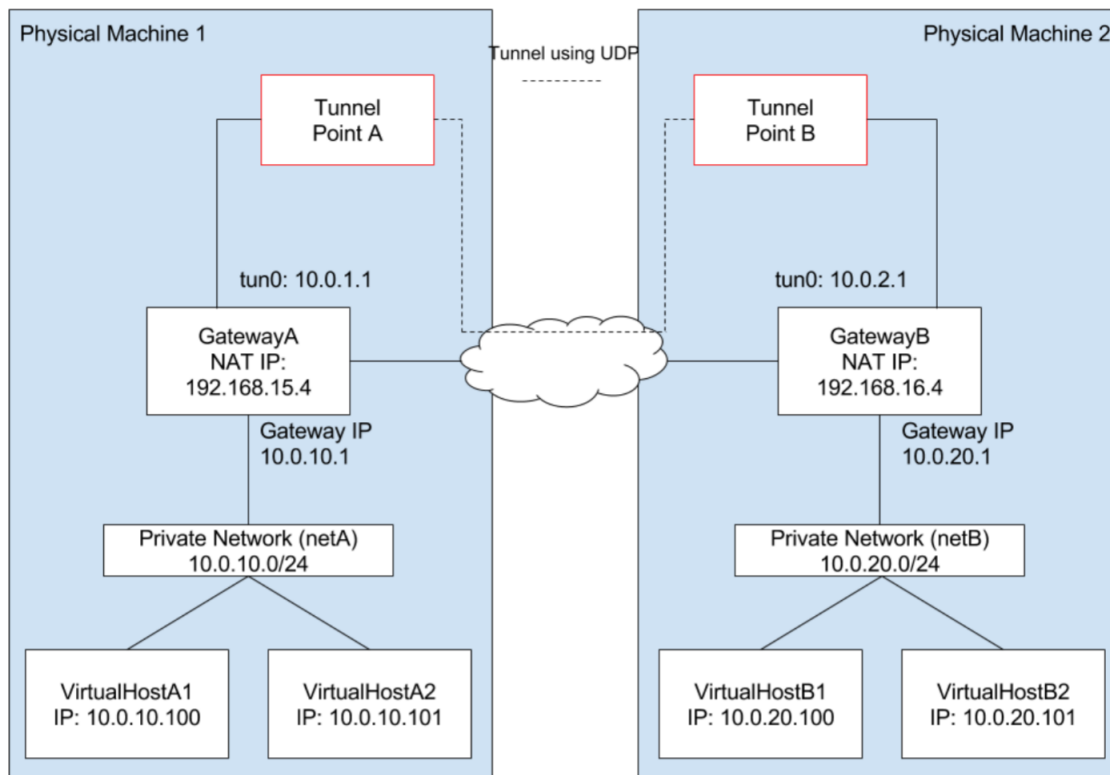 Physical Machine 1
Physical Machine 2
Tunnel using UDP
Tunnel
Point A
Tunnel
Point B
tun0: 10.0.1.1
tun0: 10.0.2.1
GatewayA
NAT IP:
192.168.15.4
GatewayB
NAT IP:
192.168.16.4
Gateway IP
10.0.10.1
Gateway IP
10.0.20.1
Private Network (netA)
10.0.10.0/24
Private Network (netB)
10.0.20.0/24
VirtualHostA1
IP: 10.0.10.100
VirtualHostA2
IP: 10.0.10.101
VirtualHostB1
IP: 10.0.20.100
VirtualHostB2
IP: 10.0.20.101